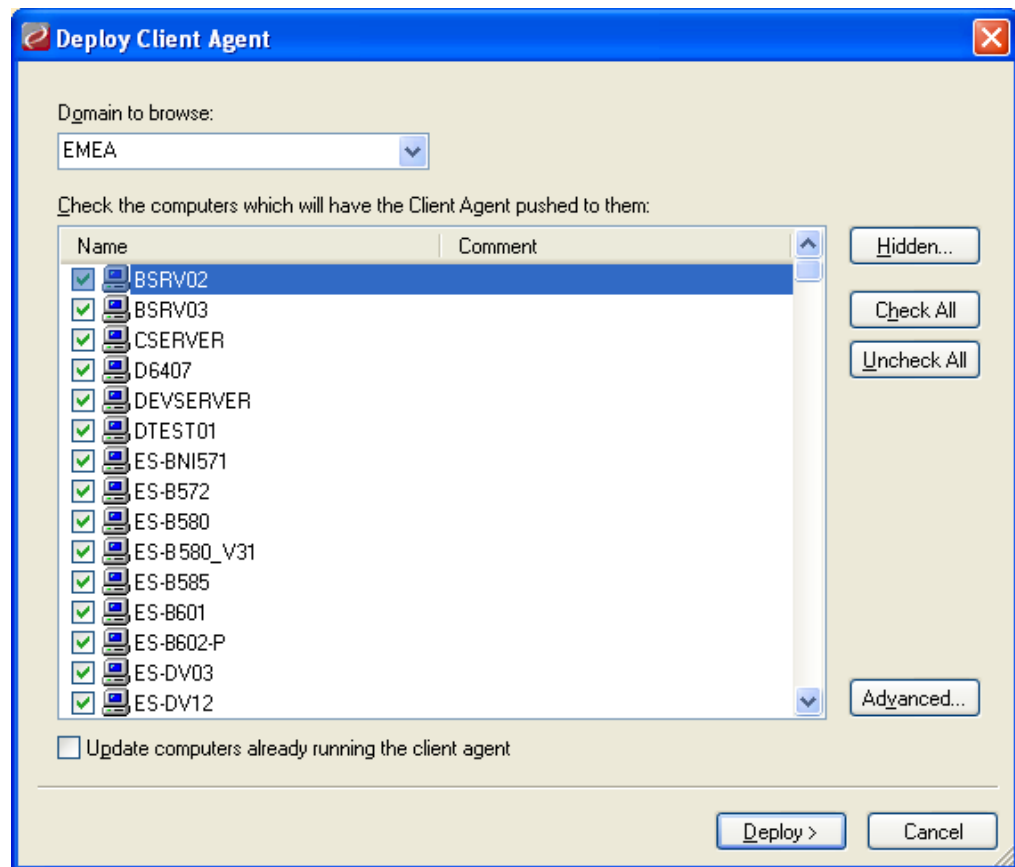 Deploy Client Agent
Domain to browse:
EMEA
Check the computers which will have the Client Agent pushed to them:
Name Comment
Hidden...
BSRV02
BSRV03
Check All
CSERVER
D6407
Uncheck All
DEVSERVER
DTEST01
ES-BNI571
ES-B572
ES-B580
ES-B580_V31
ES-B585
ES-B601
ES-B602-P
ES-DV03
ES-DV12
Advanced...
Update computers already running the client agent
Deploy > Cancel